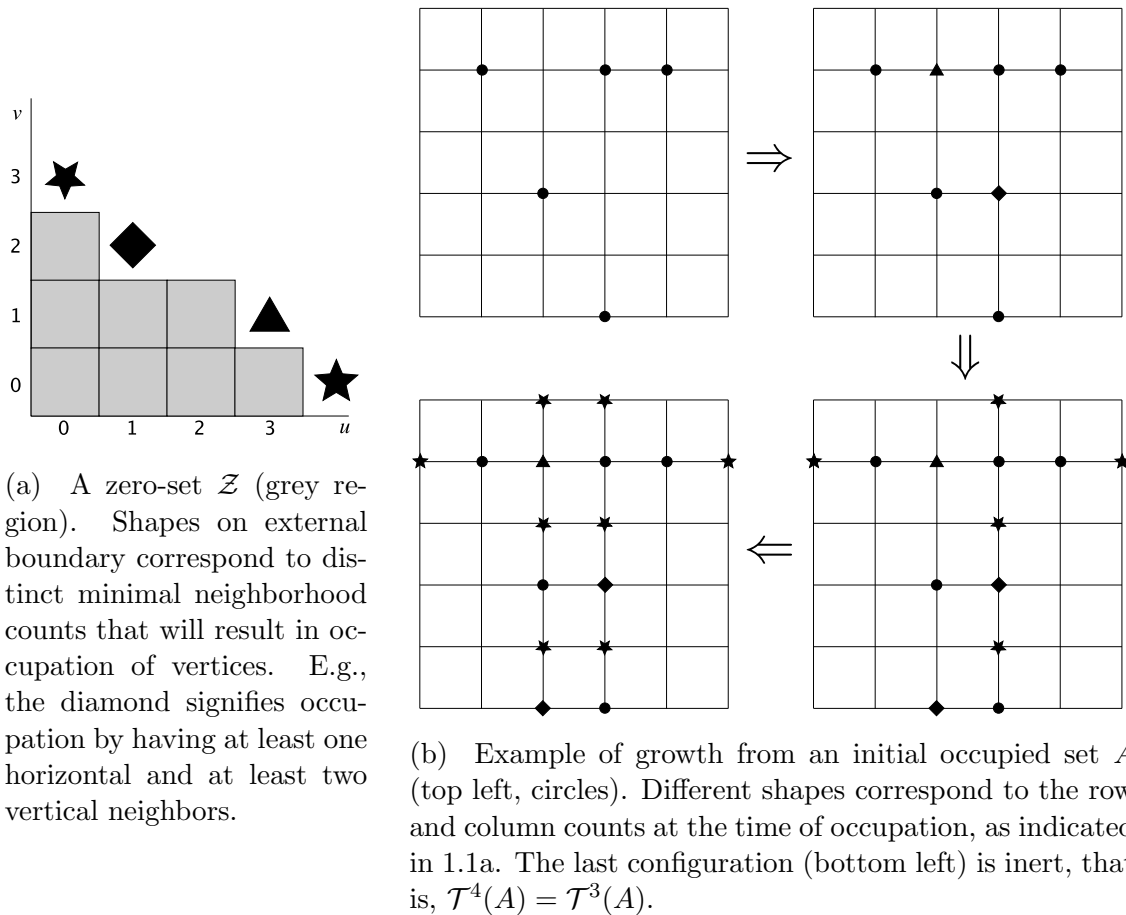 v
3
2
1
0
0 1 2 3 u
(a) A zero-set 𝒵 (grey re-
gion). Shapes on external
boundary correspond to dis-
tinct minimal neighborhood
counts that will result in oc-
cupation of vertices. E.g.,
the diamond signifies occu-
pation by having at least one
horizontal and at least two
vertical neighbors.
⇒
⇓
⇐
(b) Example of growth from an initial occupied set A
(top left, circles). Different shapes correspond to the row
and column counts at the time of occupation, as indicated
in 1.1a. The last configuration (bottom left) is inert, that
is, 𝒯⁴(A) = 𝒯³(A).